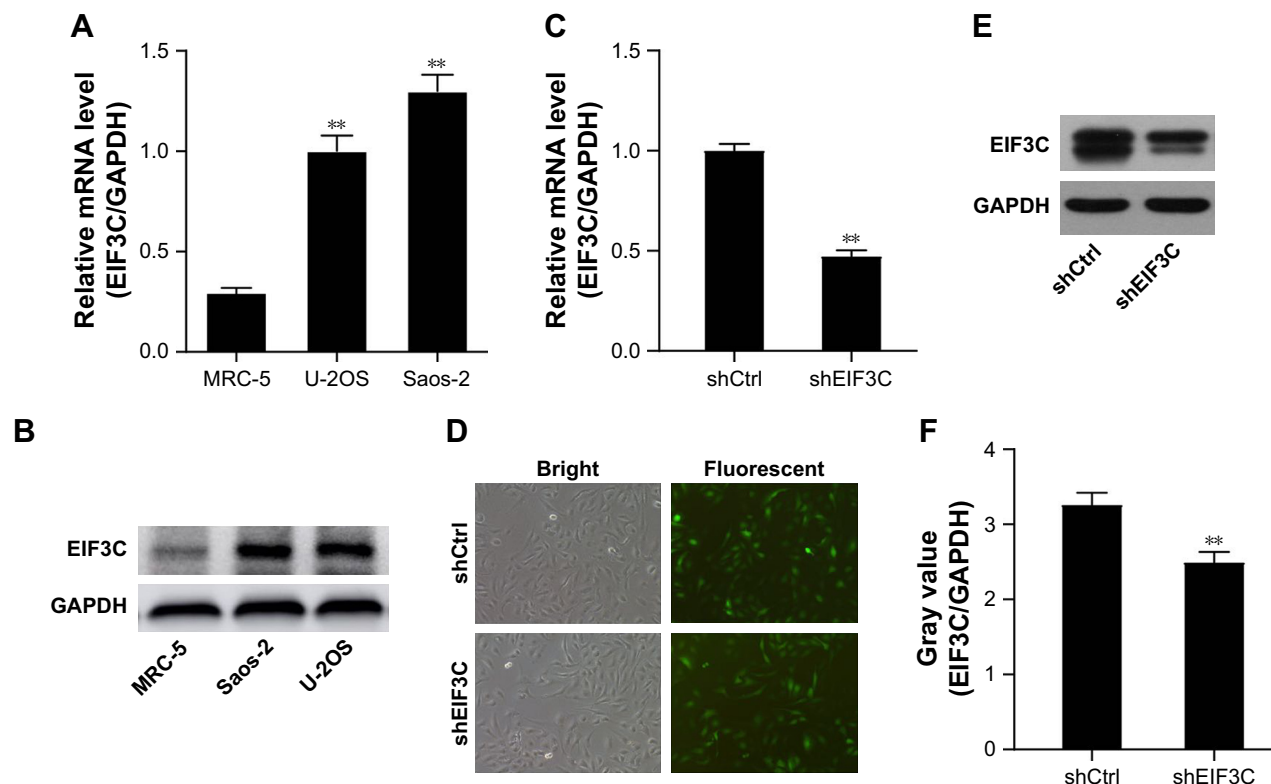 A
Relative mRNA level
(EIF3C/GAPDH)
1.5
1.0
0.5
0.0
**
**
MRC-5 U-2OS Saos-2
C
Relative mRNA level
(EIF3C/GAPDH)
1.5
1.0
0.5
0.0
**
shCtrl shEIF3C
E
EIF3C
GAPDH
shCtrl
shEIF3C
B
EIF3C
GAPDH
MRC-5
Saos-2
U-2OS
D
Bright Fluorescent
shCtrl
shEIF3C
F
Gray value
(EIF3C/GAPDH)
4
3
2
1
0
**
shCtrl shEIF3C